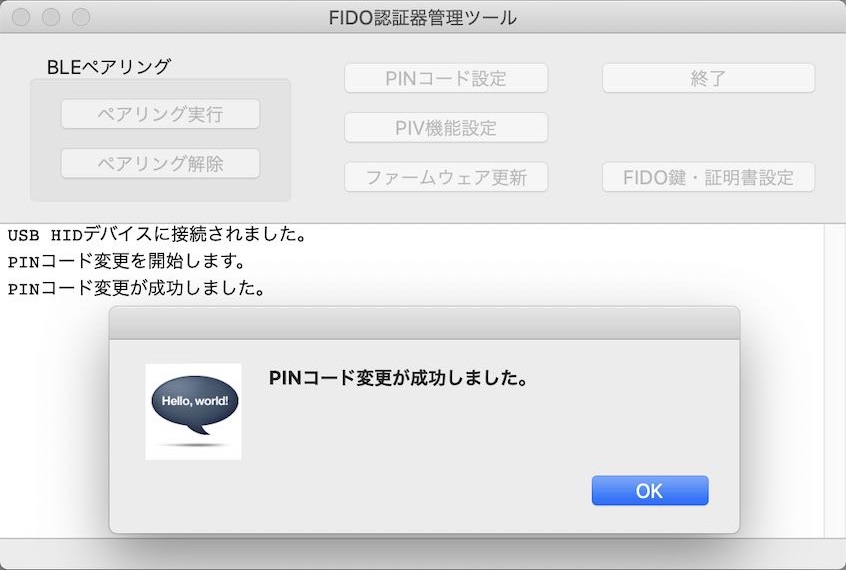 FIDO認証器管理ツール
BLEペアリング
ペアリング実行
ペアリング解除
PINコード設定
PIV機能設定
ファームウェア更新
終了
FIDO鍵・証明書設定
USB HIDデバイスに接続されました。
PINコード変更を開始します。
PINコード変更が成功しました。
Hello, world!
PINコード変更が成功しました。
OK